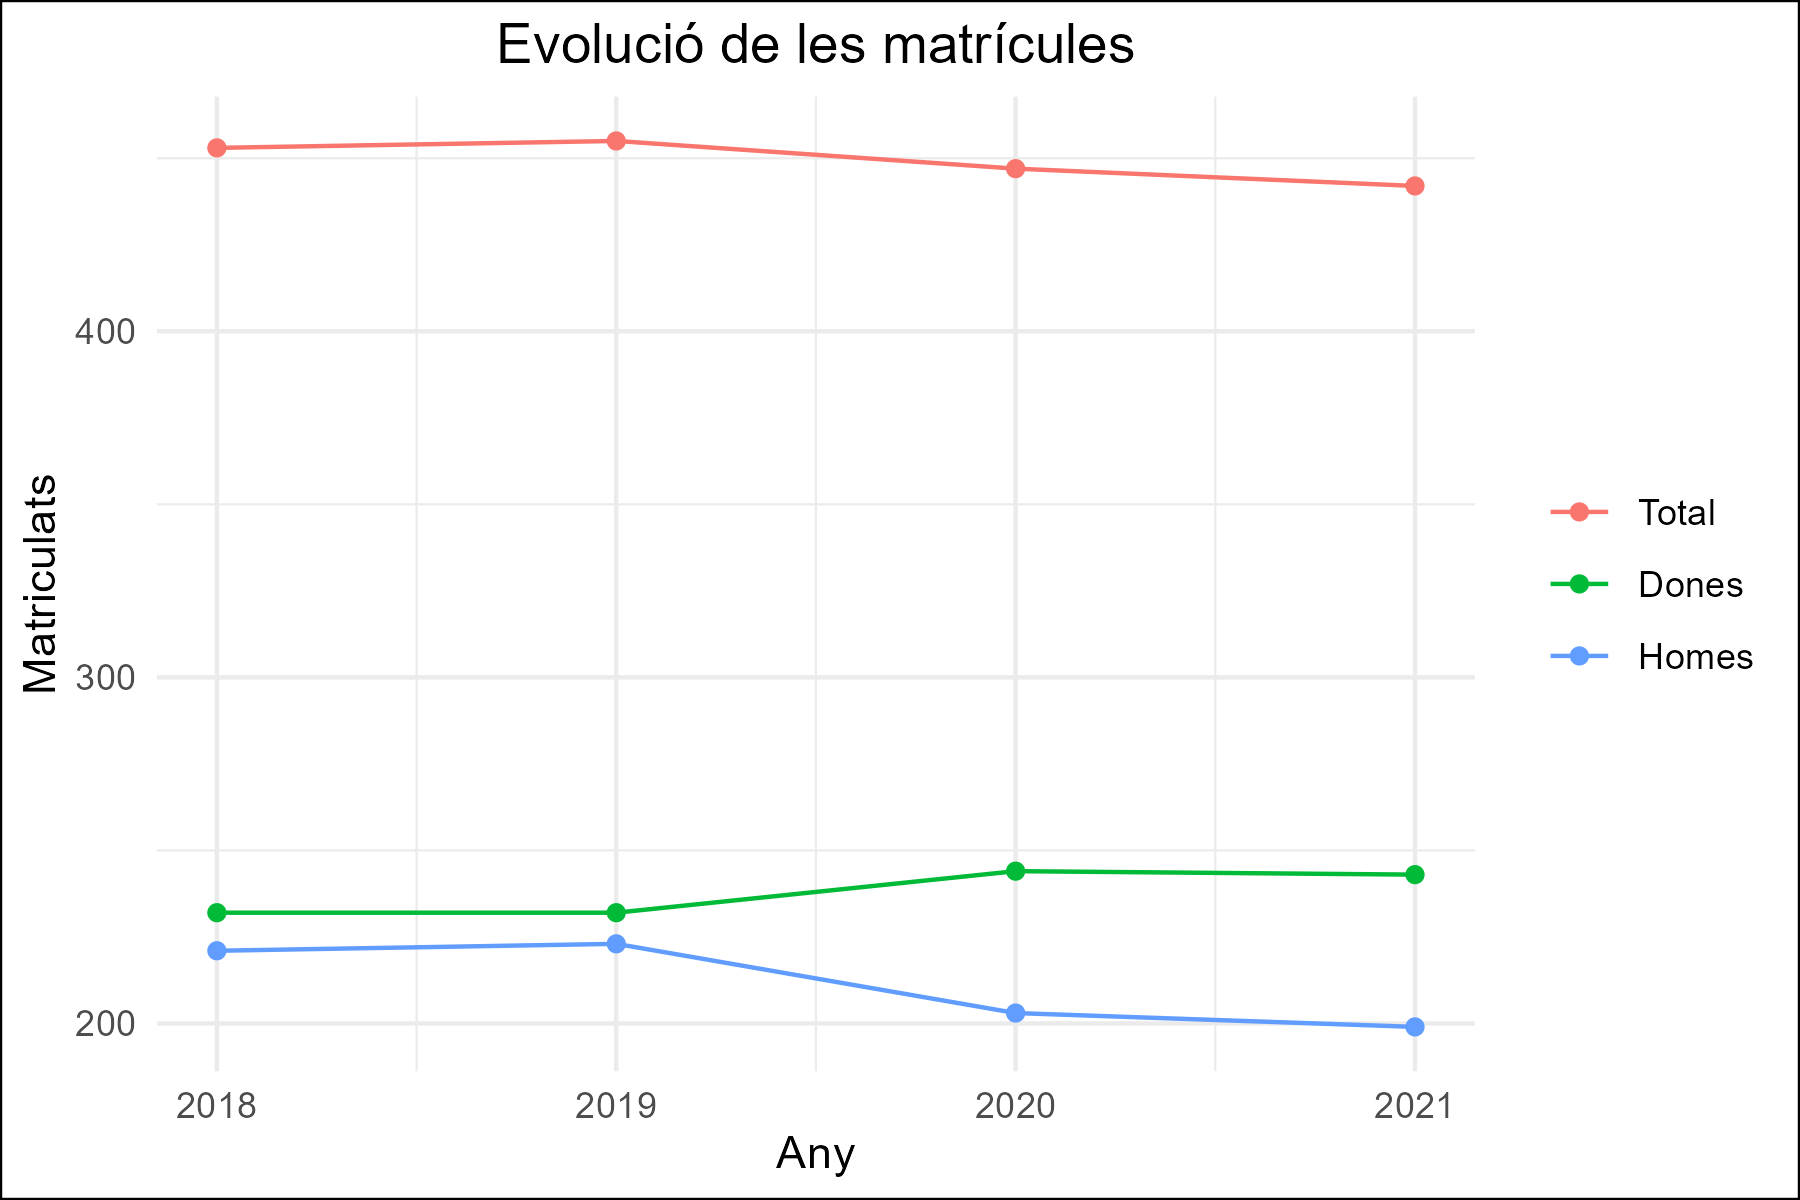 Evolució de les matrícules
Matriculats
400
300
200
2018
2019
2020
2021
Any
Total
Dones
Homes